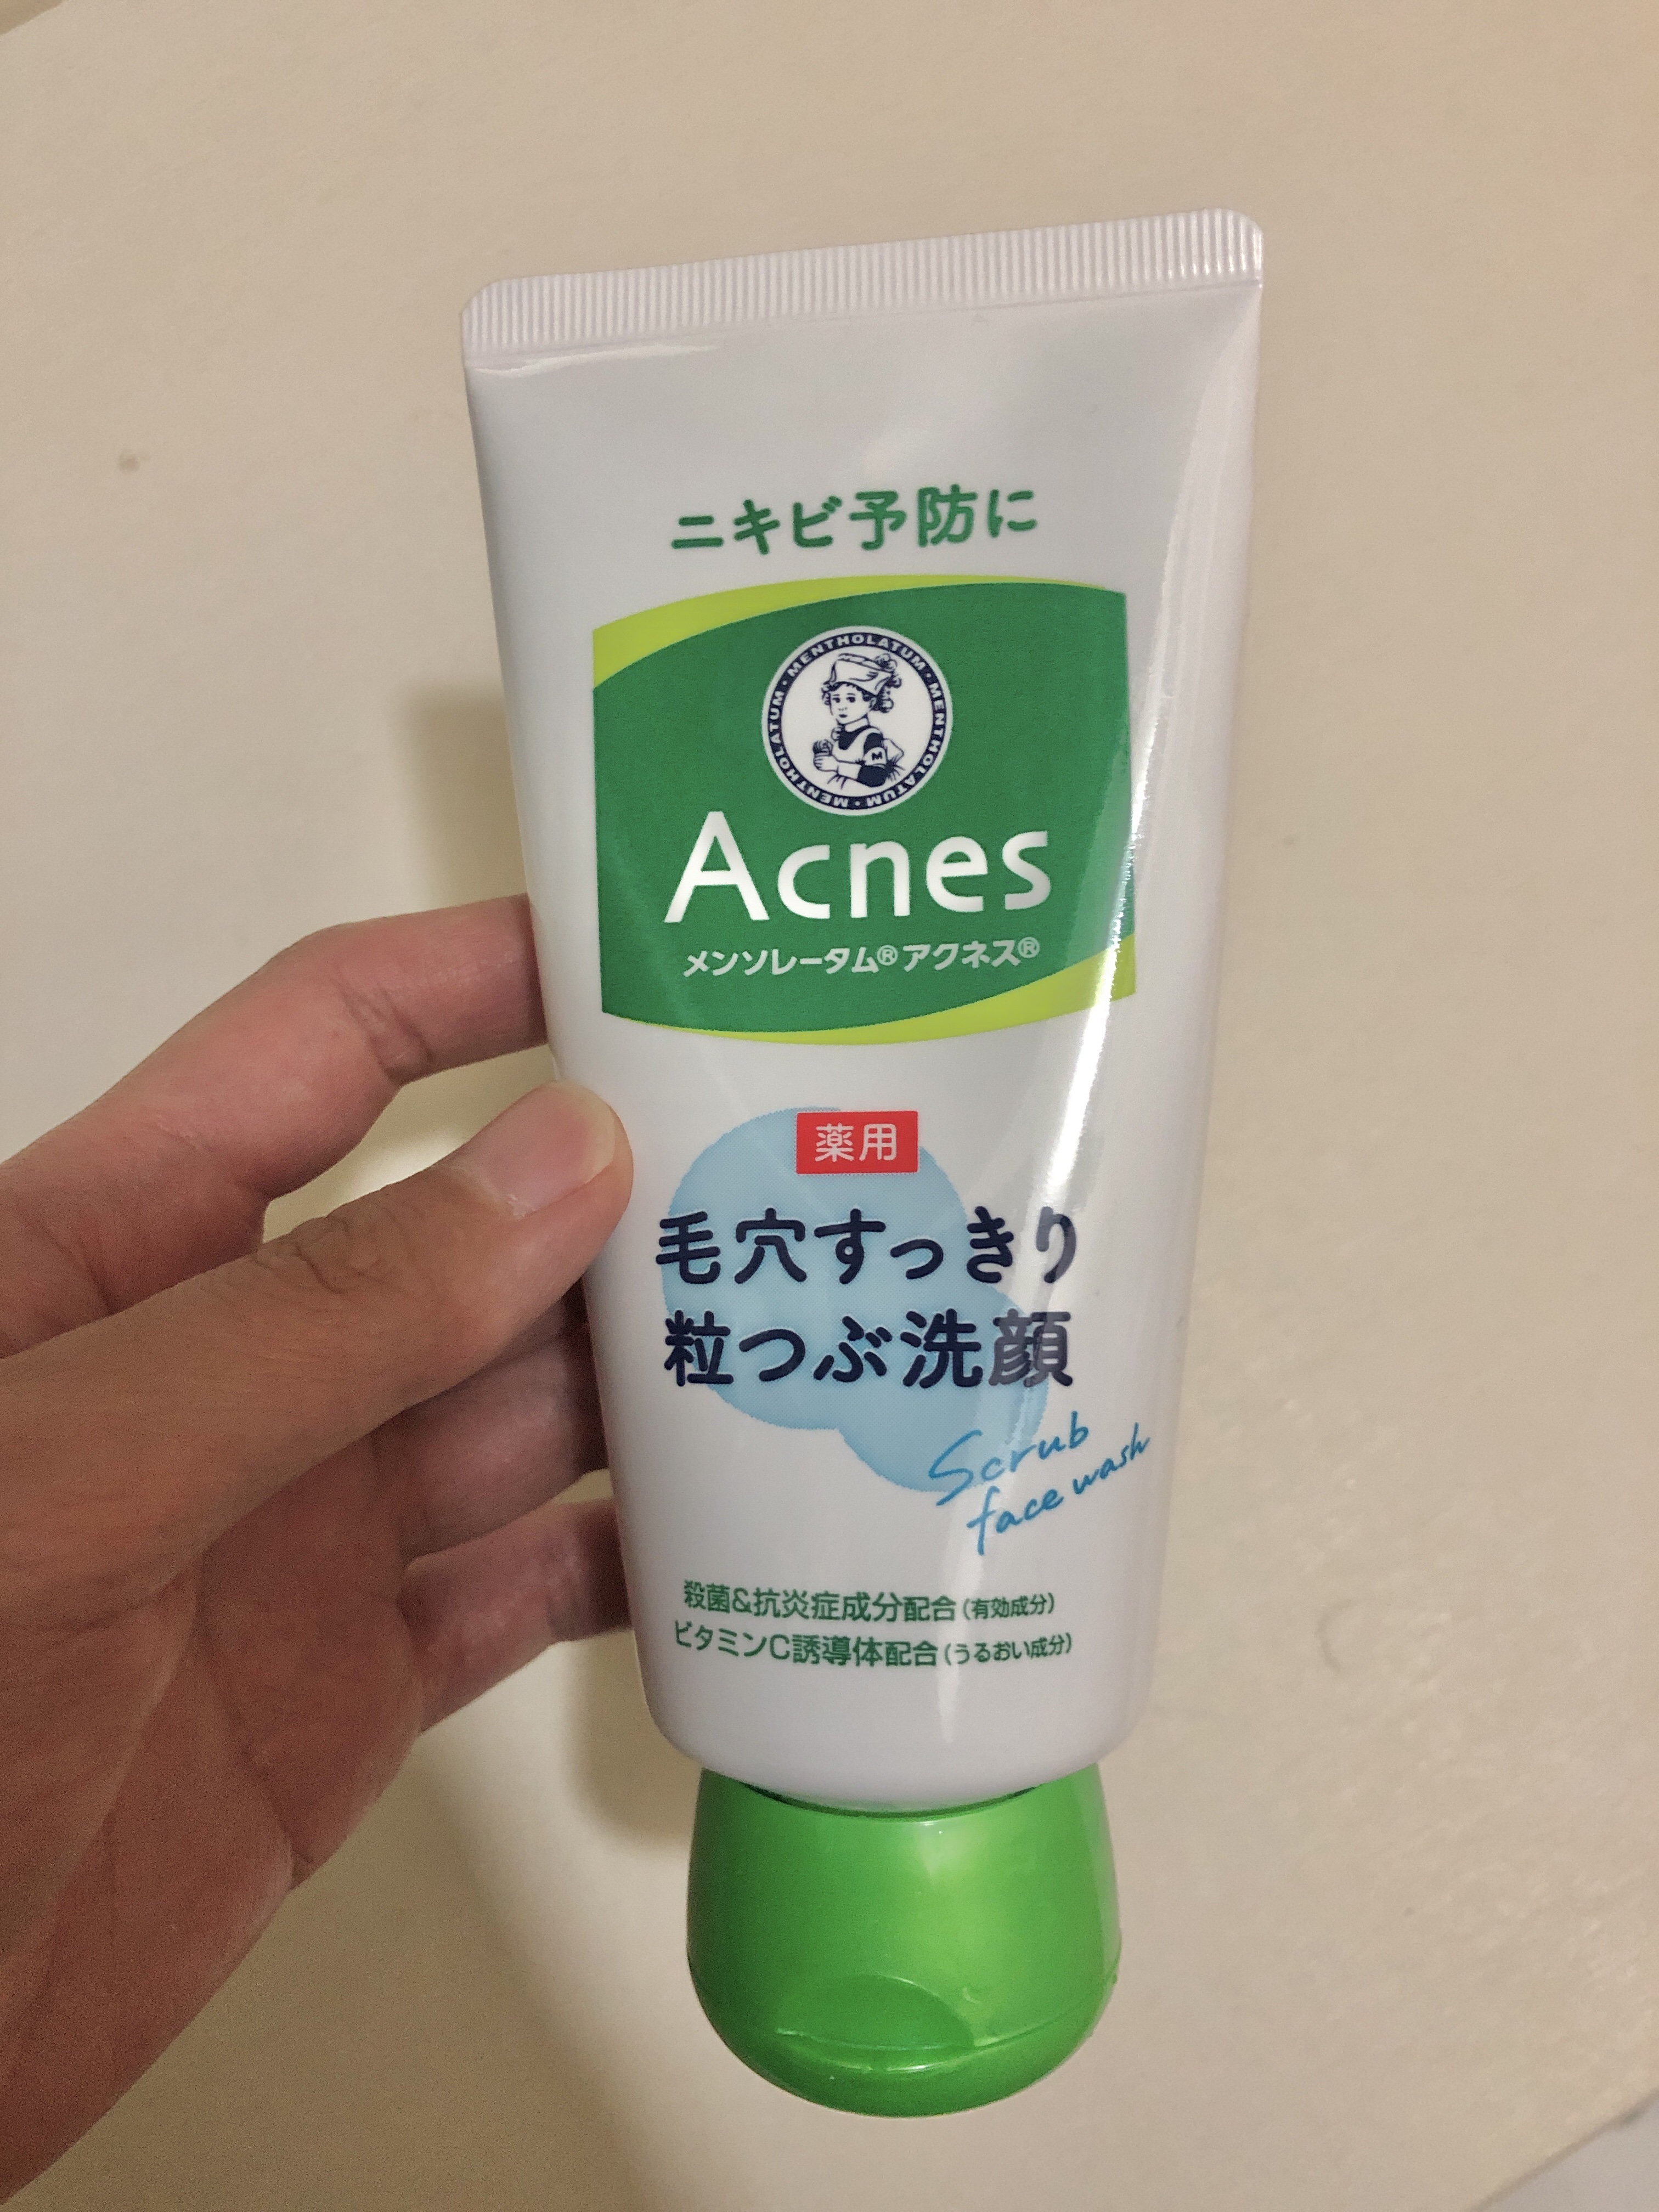 ニキビ予防に
MENTHOLATUM・MENTHOLATUM・MENTHOLATUM・
M
Acnes
メンソレータム®アクネス®
薬用
毛穴すっきり
粒つぶ洗顔
Scrub
face wash
殺菌&抗炎症成分配合(有効成分)
ビタミンC誘導体配合(うるおい成分)